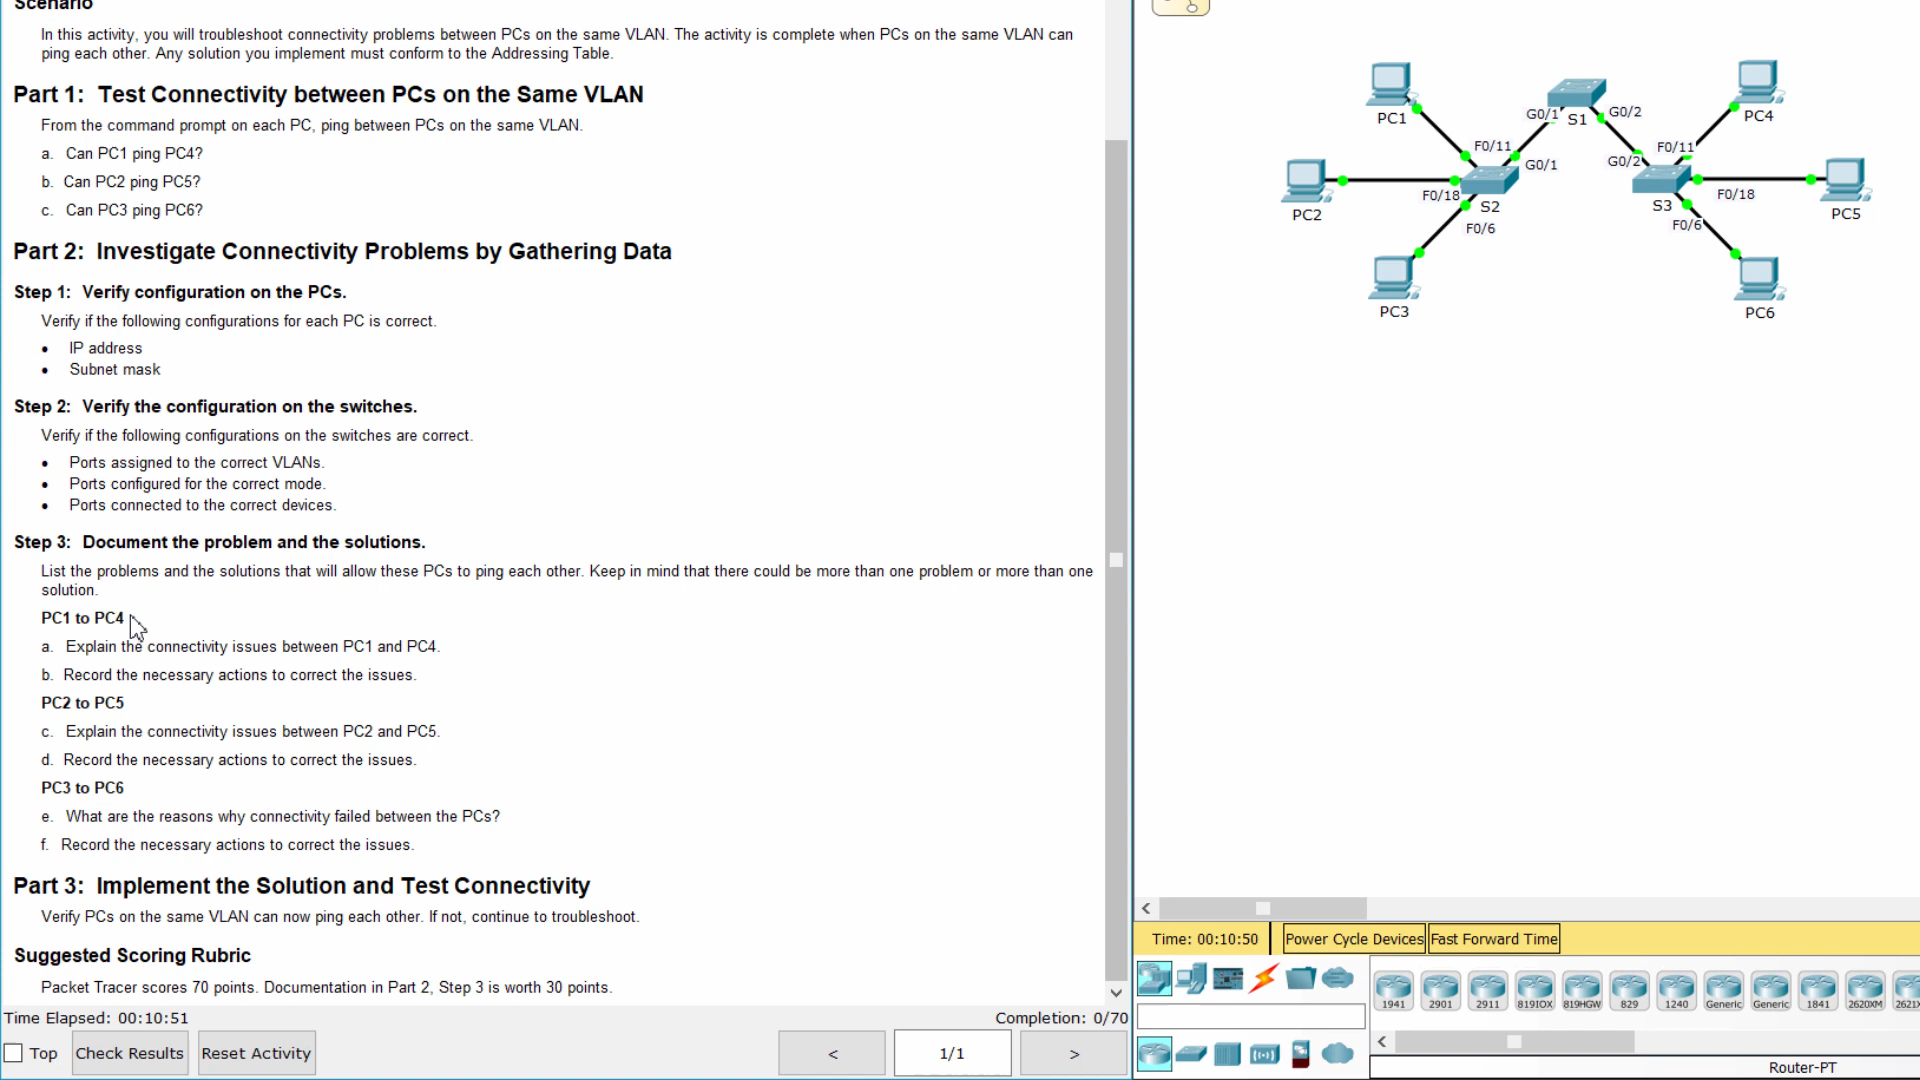 Scenario
In this activity, you will troubleshoot connectivity problems between PCs on the same VLAN. The activity is complete when PCs on the same VLAN can
ping each other. Any solution you implement must conform to the Addressing Table.
Part 1: Test Connectivity between PCs on the Same VLAN
From the command prompt on each PC, ping between PCs on the same VLAN.
a. Can PC1 ping PC4?
b. Can PC2 ping PC5?
c. Can PC3 ping PC6?
Part 2: Investigate Connectivity Problems by Gathering Data
Step 1: Verify configuration on the PCs.
Verify if the following configurations for each PC is correct.
• IP address
• Subnet mask
Step 2: Verify the configuration on the switches.
Verify if the following configurations on the switches are correct.
• Ports assigned to the correct VLANs.
• Ports configured for the correct mode.
• Ports connected to the correct devices.
Step 3: Document the problem and the solutions.
List the problems and the solutions that will allow these PCs to ping each other. Keep in mind that there could be more than one problem or more than one
solution.
PC1 to PC4
a. Explain the connectivity issues between PC1 and PC4.
b. Record the necessary actions to correct the issues.
PC2 to PC5
c. Explain the connectivity issues between PC2 and PC5.
d. Record the necessary actions to correct the issues.
PC3 to PC6
e. What are the reasons why connectivity failed between the PCs?
f. Record the necessary actions to correct the issues.
Part 3: Implement the Solution and Test Connectivity
Verify PCs on the same VLAN can now ping each other. If not, continue to troubleshoot.
Suggested Scoring Rubric
Packet Tracer scores 70 points. Documentation in Part 2, Step 3 is worth 30 points.
Time Elapsed: 00:10:51
Completion: 0/70
Top
Check Results
Reset Activity
<
1/1
>
PC1
G0/1
S1
G0/2
PC4
F0/11
G0/1
G0/2
F0/11
PC2
F0/18
S2
F0/6
S3
F0/18
F0/6
PC5
PC3
PC6
Time: 00:10:50
Power Cycle Devices
Fast Forward Time
1941
2901
2911
819IOX
819HGW
829
1240
Generic
Generic
1841
2620XM
2621X
Router-PT